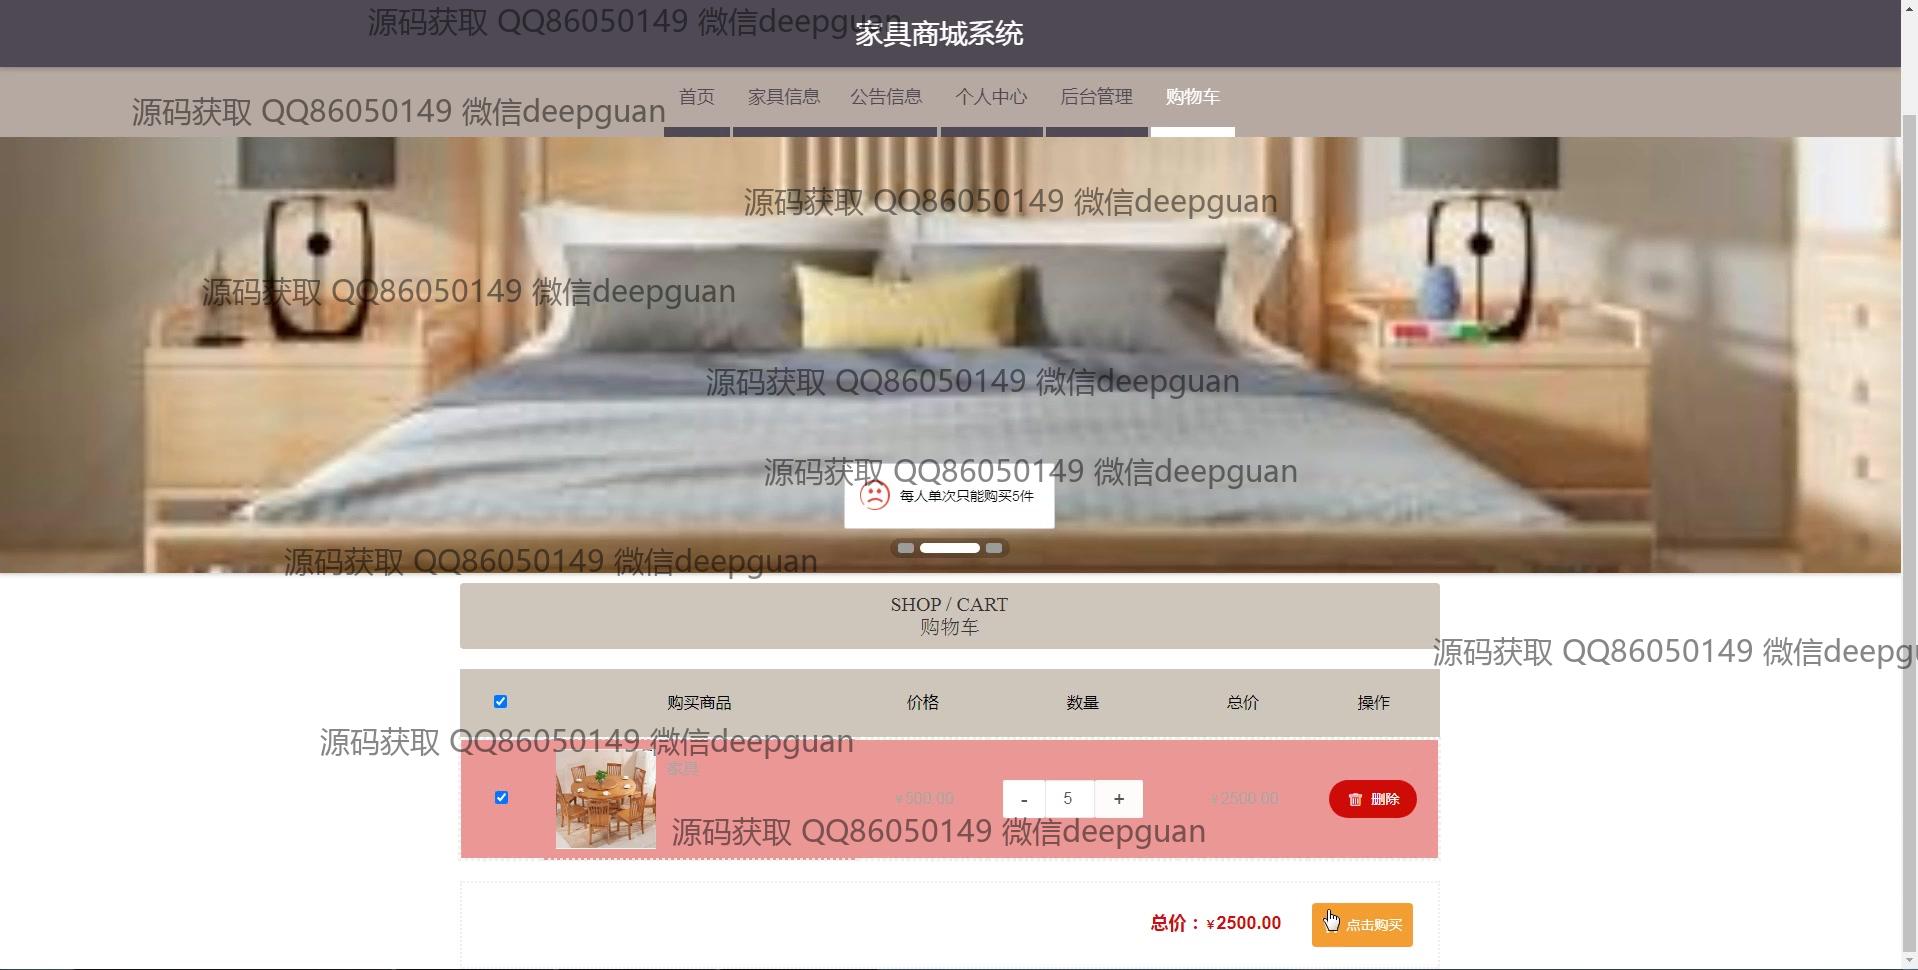 源码获取 QQ86050149 微信deepguan
家具商城系统
首页 家具信息 公告信息 个人中心 后台管理 购物车
源码获取 QQ86050149 微信deepguan
源码获取 QQ86050149 微信deepguan
源码获取 QQ86050149 微信deepguan
源码获取 QQ86050149 微信deepguan
源码获取 QQ86050149 微信deepguan
每人单次只能购买5件
源码获取 QQ86050149 微信deepguan
SHOP / CART
购物车
源码获取 QQ86050149 微信deepgu
购买商品 价格 数量 总价 操作
源码获取 QQ86050149 微信deepguan
家具
¥500.00 - 5 + ¥2500.00 删除
源码获取 QQ86050149 微信deepguan
总价：¥2500.00 点击购买